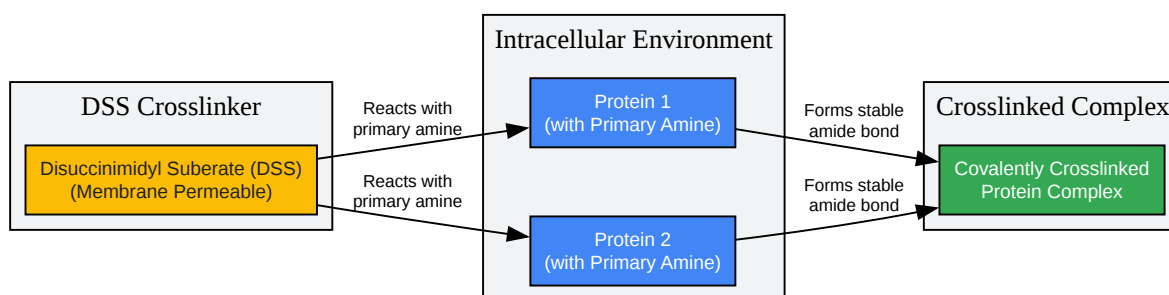 DSS Crosslinker
Disuccinimidyl Suberate (DSS)
(Membrane Permeable)
Reacts with
primary amine
Reacts with
primary amine
Intracellular Environment
Protein 1
(with Primary Amine)
Protein 2
(with Primary Amine)
Forms stable
amide bond
Forms stable
amide bond
Crosslinked Complex
Covalently Crosslinked
Protein Complex